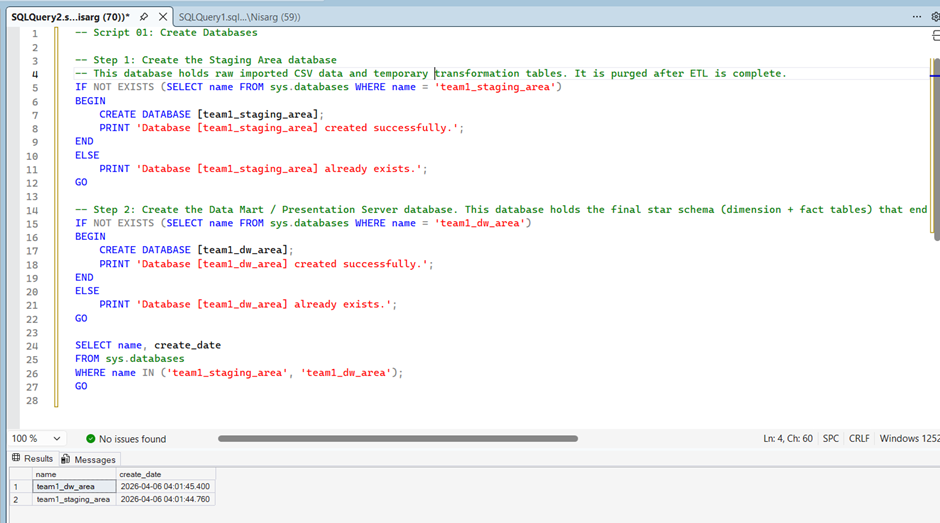 SQLQuery2.s...isarg (70))*
SQLQuery1.sql...\Nisarg (59))
1 -- Script 01: Create Databases
2
3 -- Step 1: Create the Staging Area database
4 -- This database holds raw imported CSV data and temporary transformation tables. It is purged after ETL is complete.
5 IF NOT EXISTS (SELECT name FROM sys.databases WHERE name = 'team1_staging_area')
6 BEGIN
7 CREATE DATABASE [team1_staging_area];
8 PRINT 'Database [team1_staging_area] created successfully.';
9 END
10 ELSE
11 PRINT 'Database [team1_staging_area] already exists.';
12 GO
13
14 -- Step 2: Create the Data Mart / Presentation Server database. This database holds the final star schema (dimension + fact tables) that end
15 IF NOT EXISTS (SELECT name FROM sys.databases WHERE name = 'team1_dw_area')
16 BEGIN
17 CREATE DATABASE [team1_dw_area];
18 PRINT 'Database [team1_dw_area] created successfully.';
19 END
20 ELSE
21 PRINT 'Database [team1_dw_area] already exists.';
22 GO
23
24 SELECT name, create_date
25 FROM sys.databases
26 WHERE name IN ('team1_staging_area', 'team1_dw_area');
27 GO
28
100 % No issues found Ln: 4, Ch: 60 SPC CRLF Windows 1252
Results Messages
name create_date
1 team1_dw_area 2026-04-06 04:01:45.400
2 team1_staging_area 2026-04-06 04:01:44.760